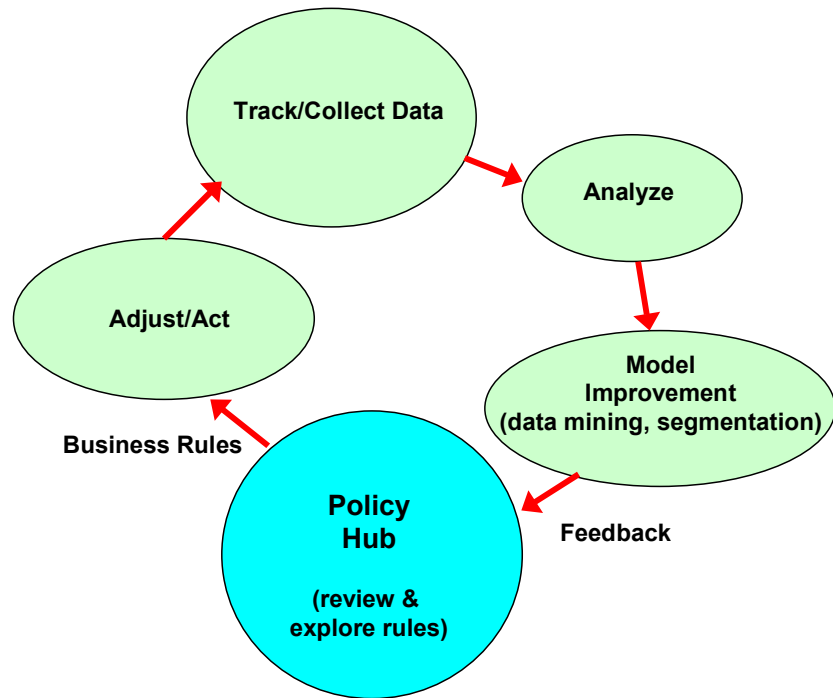 Track/Collect Data
Analyze
Adjust/Act
Model
Improvement
(data mining, segmentation)
Business Rules
Policy
Hub
(review &
explore rules)
Feedback